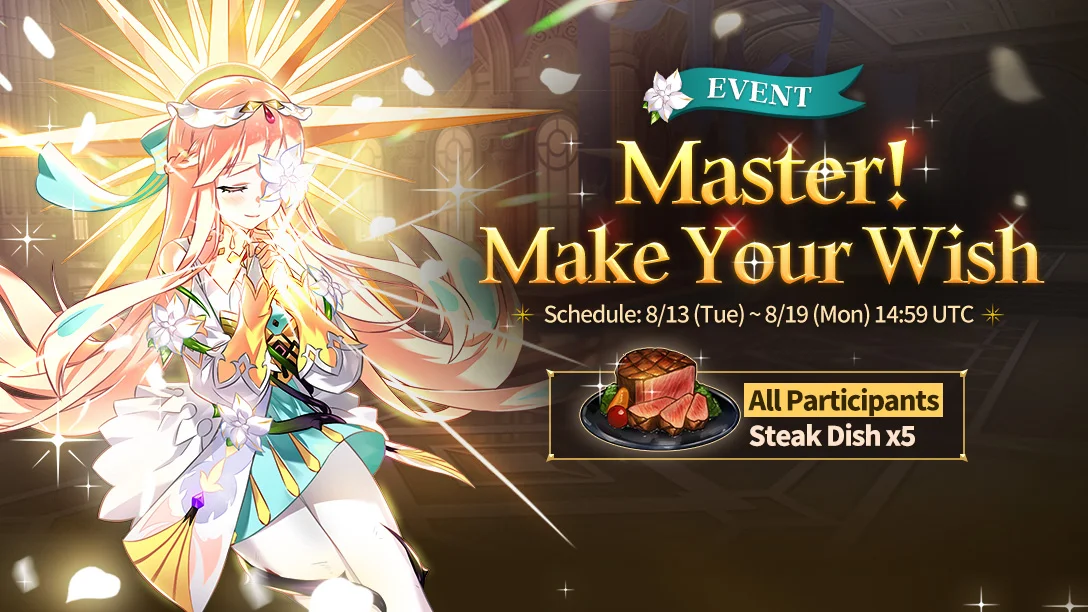 EVENT
Master!
Make Your Wish
Schedule: 8/13 (Tue) ~ 8/19 (Mon) 14:59 UTC
All Participants
Steak Dish x5